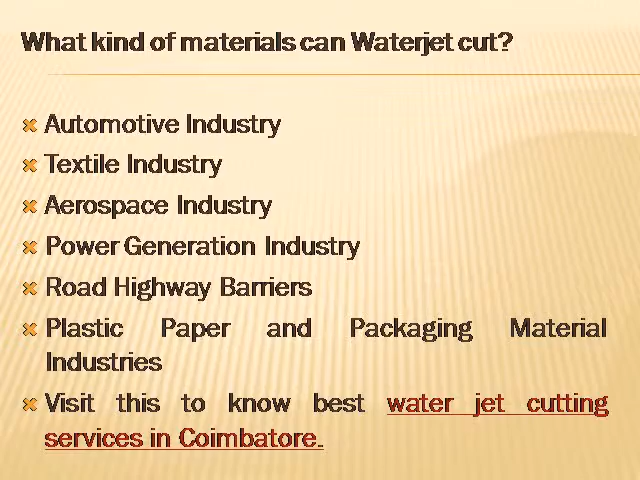 What kind of materials can Waterjet cut?
Automotive Industry
Textile Industry
Aerospace Industry
Power Generation Industry
Road Highway Barriers
Plastic Paper and Packaging Material
Industries
Visit this to know best water jet cutting
services in Coimbatore.